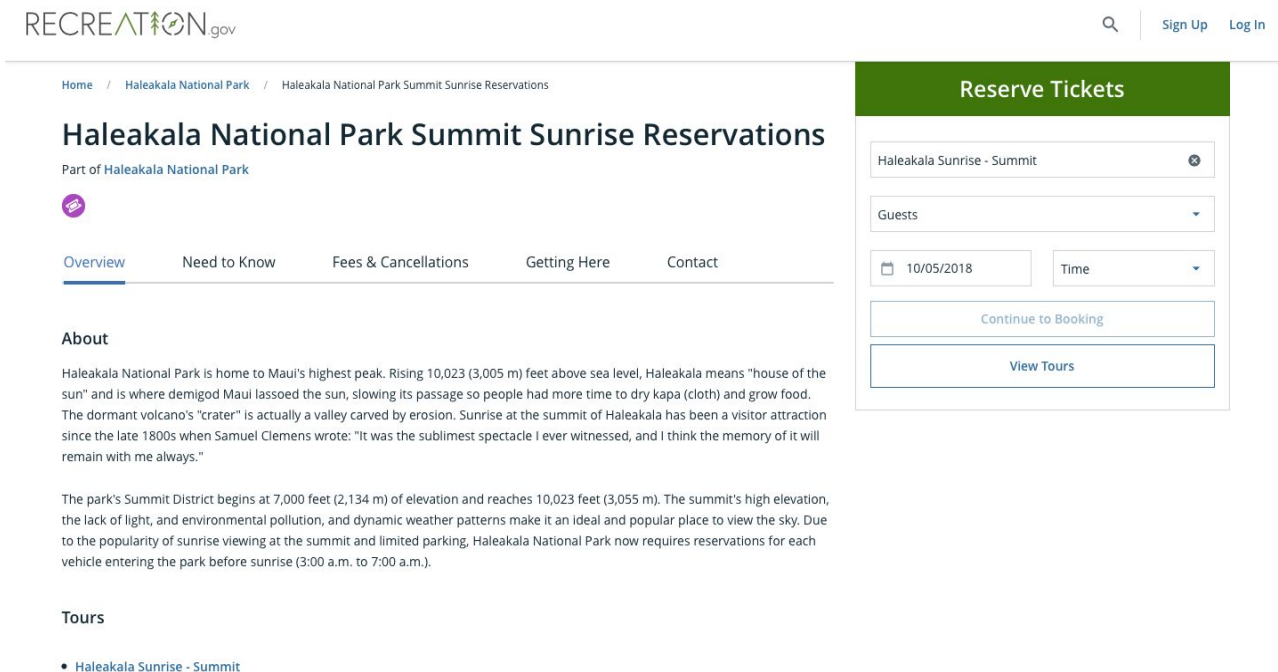 RECREATION.gov
Sign Up Log In
Home / Haleakala National Park / Haleakala National Park Summit Sunrise Reservations
Haleakala National Park Summit Sunrise Reservations
Part of Haleakala National Park
Overview Need to Know Fees & Cancellations Getting Here Contact
About
Haleakala National Park is home to Maui's highest peak. Rising 10,023 (3,005 m) feet above sea level, Haleakala means "house of the
sun" and is where demigod Maui lassoed the sun, slowing its passage so people had more time to dry kapa (cloth) and grow food.
The dormant volcano's "crater" is actually a valley carved by erosion. Sunrise at the summit of Haleakala has been a visitor attraction
since the late 1800s when Samuel Clemens wrote: "It was the sublimest spectacle I ever witnessed, and I think the memory of it will
remain with me always."
The park's Summit District begins at 7,000 feet (2,134 m) of elevation and reaches 10,023 feet (3,055 m). The summit's high elevation,
the lack of light, and environmental pollution, and dynamic weather patterns make it an ideal and popular place to view the sky. Due
to the popularity of sunrise viewing at the summit and limited parking, Haleakala National Park now requires reservations for each
vehicle entering the park before sunrise (3:00 a.m. to 7:00 a.m.).
Tours
• Haleakala Sunrise - Summit
Reserve Tickets
Haleakala Sunrise - Summit
Guests
10/05/2018 Time
Continue to Booking
View Tours